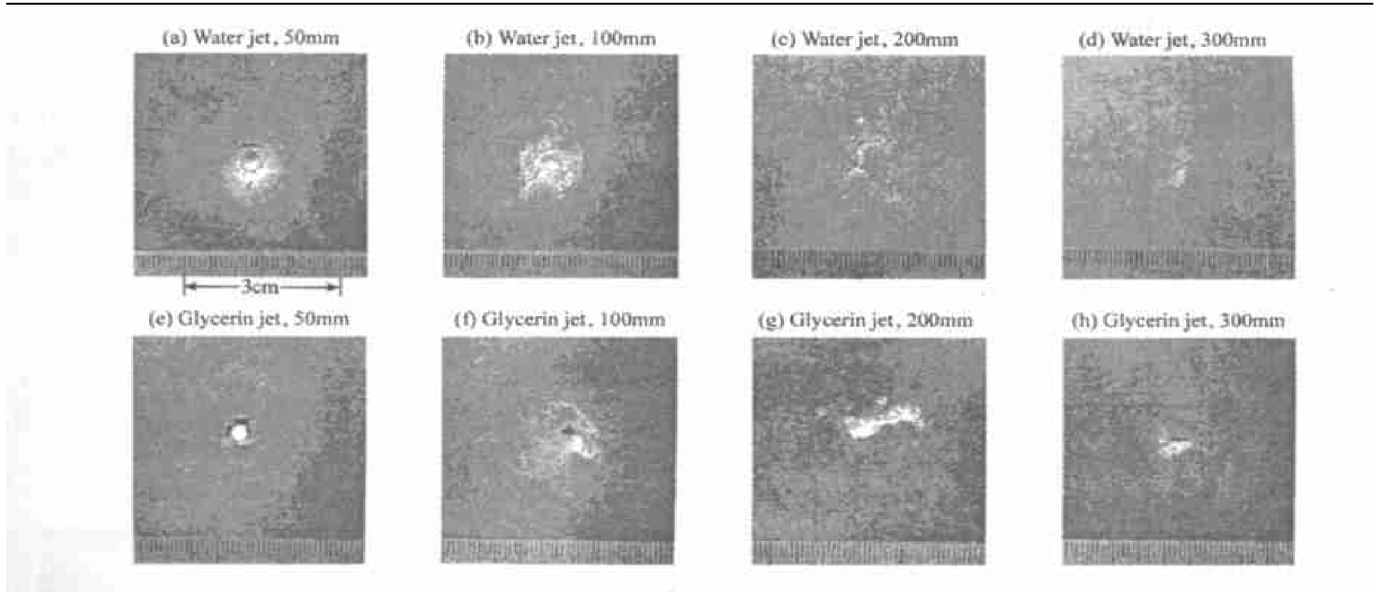 (a) Water jet, 50mm
(b) Water jet, 100mm
(c) Water jet, 200mm
(d) Water jet, 300mm
3cm
(e) Glycerin jet, 50mm
(f) Glycerin jet, 100mm
(g) Glycerin jet, 200mm
(h) Glycerin jet, 300mm